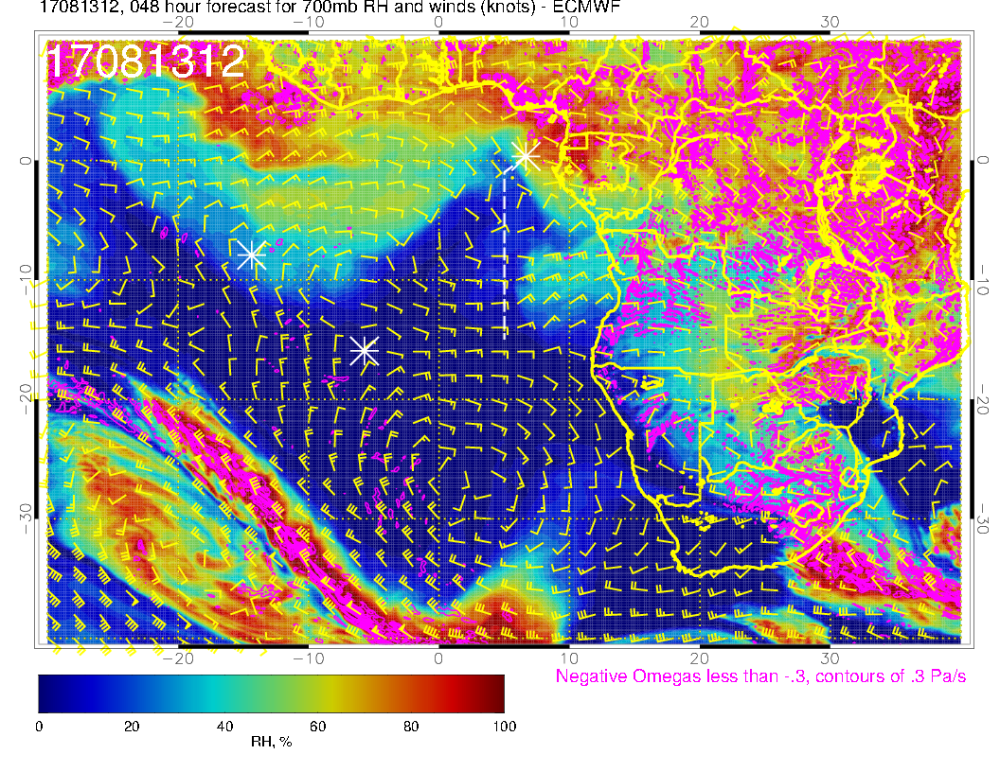 17081312, 048 hour forecast for 700mb RH and winds (knots) - ECMWF
-20 -10 0 10 20 30
17081312
0 0
-10 -10
-20 -20
-30 -30
-20 -10 0 10 20 30
Negative Omegas less than -.3, contours of .3 Pa/s
0 20 40 60 80 100
RH, %